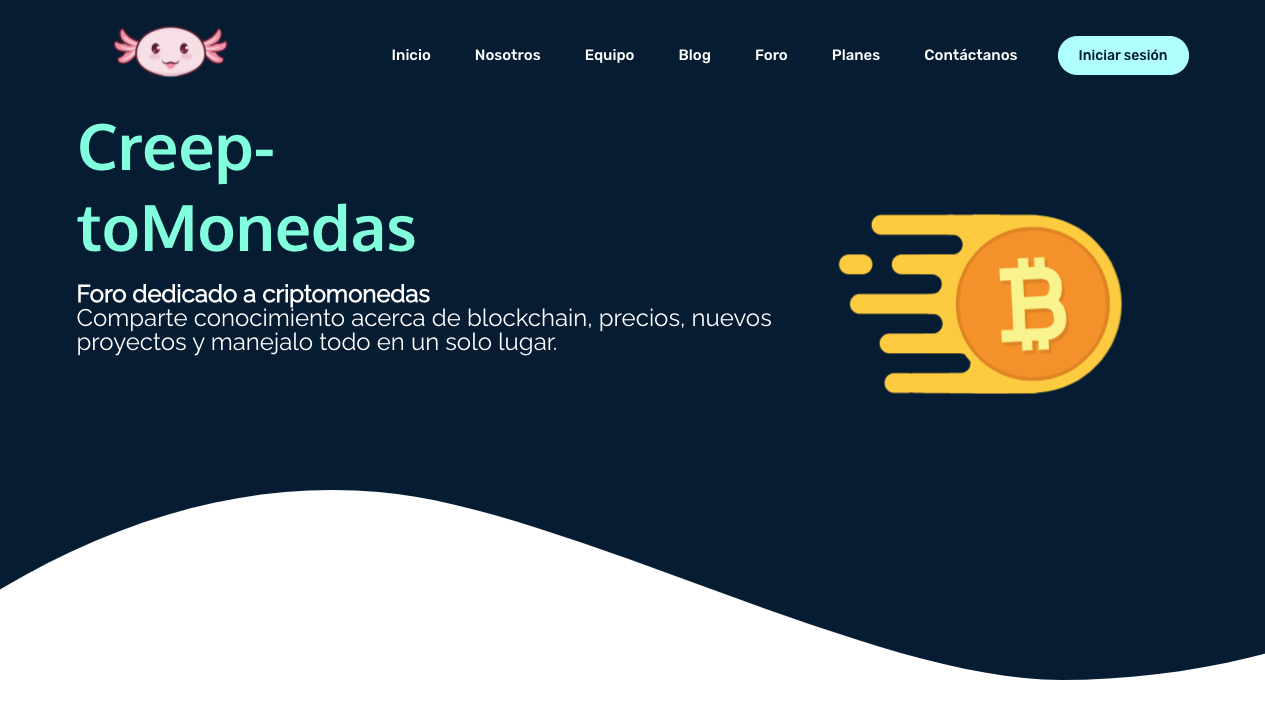 Inicio Nosotros Equipo Blog Foro Planes Contáctanos Iniciar sesión
Creep-
toMonedas
Foro dedicado a criptomonedas
Comparte conocimiento acerca de blockchain, precios, nuevos
proyectos y manejalo todo en un solo lugar.